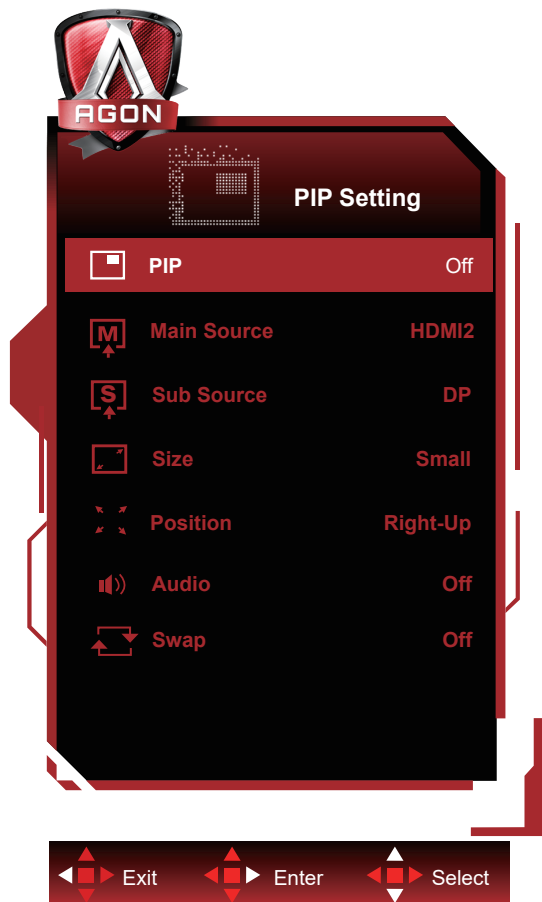 AGON
PIP Setting
PIP Off
Main Source HDMI2
Sub Source DP
Size Small
Position Right-Up
Audio Off
Swap Off
Exit Enter Select